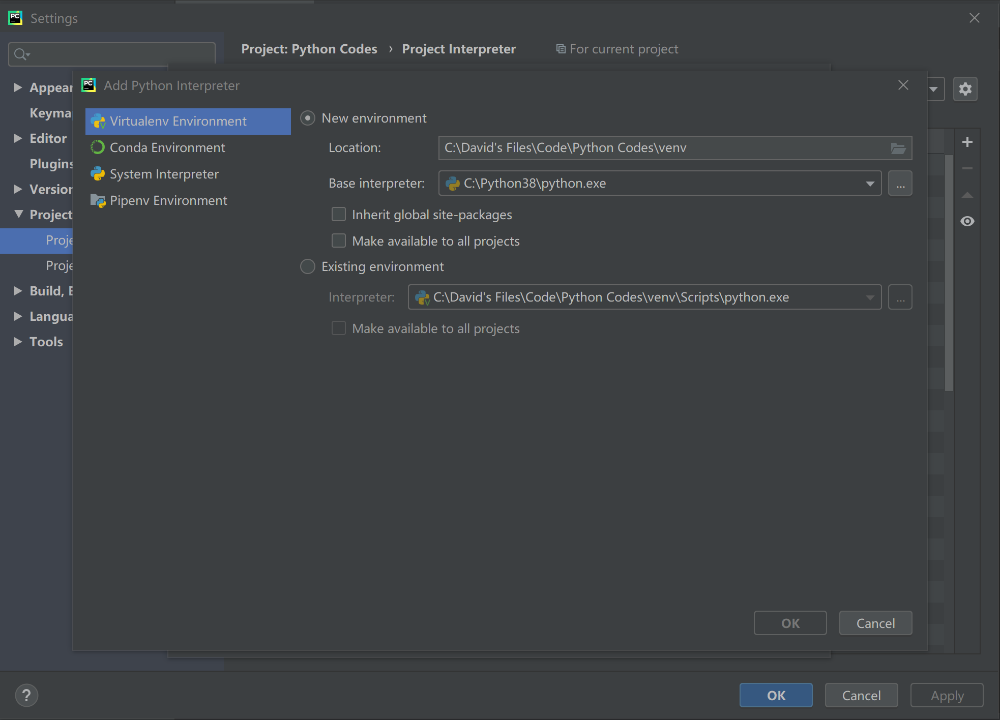 PC Settings
Project: Python Codes › Project Interpreter For current project
PC Add Python Interpreter
Appear
Keyma
Editor
Plugins
Version
Project
Proje
Proje
Build, E
Langua
Tools
Virtualenv Environment
Conda Environment
System Interpreter
Pipenv Environment
New environment
Location: C:\David's Files\Code\Python Codes\venv
Base interpreter: C:\Python38\python.exe ...
Inherit global site-packages
Make available to all projects
Existing environment
Interpreter: C:\David's Files\Code\Python Codes\venv\Scripts\python.exe ...
Make available to all projects
OK Cancel
? OK Cancel Apply